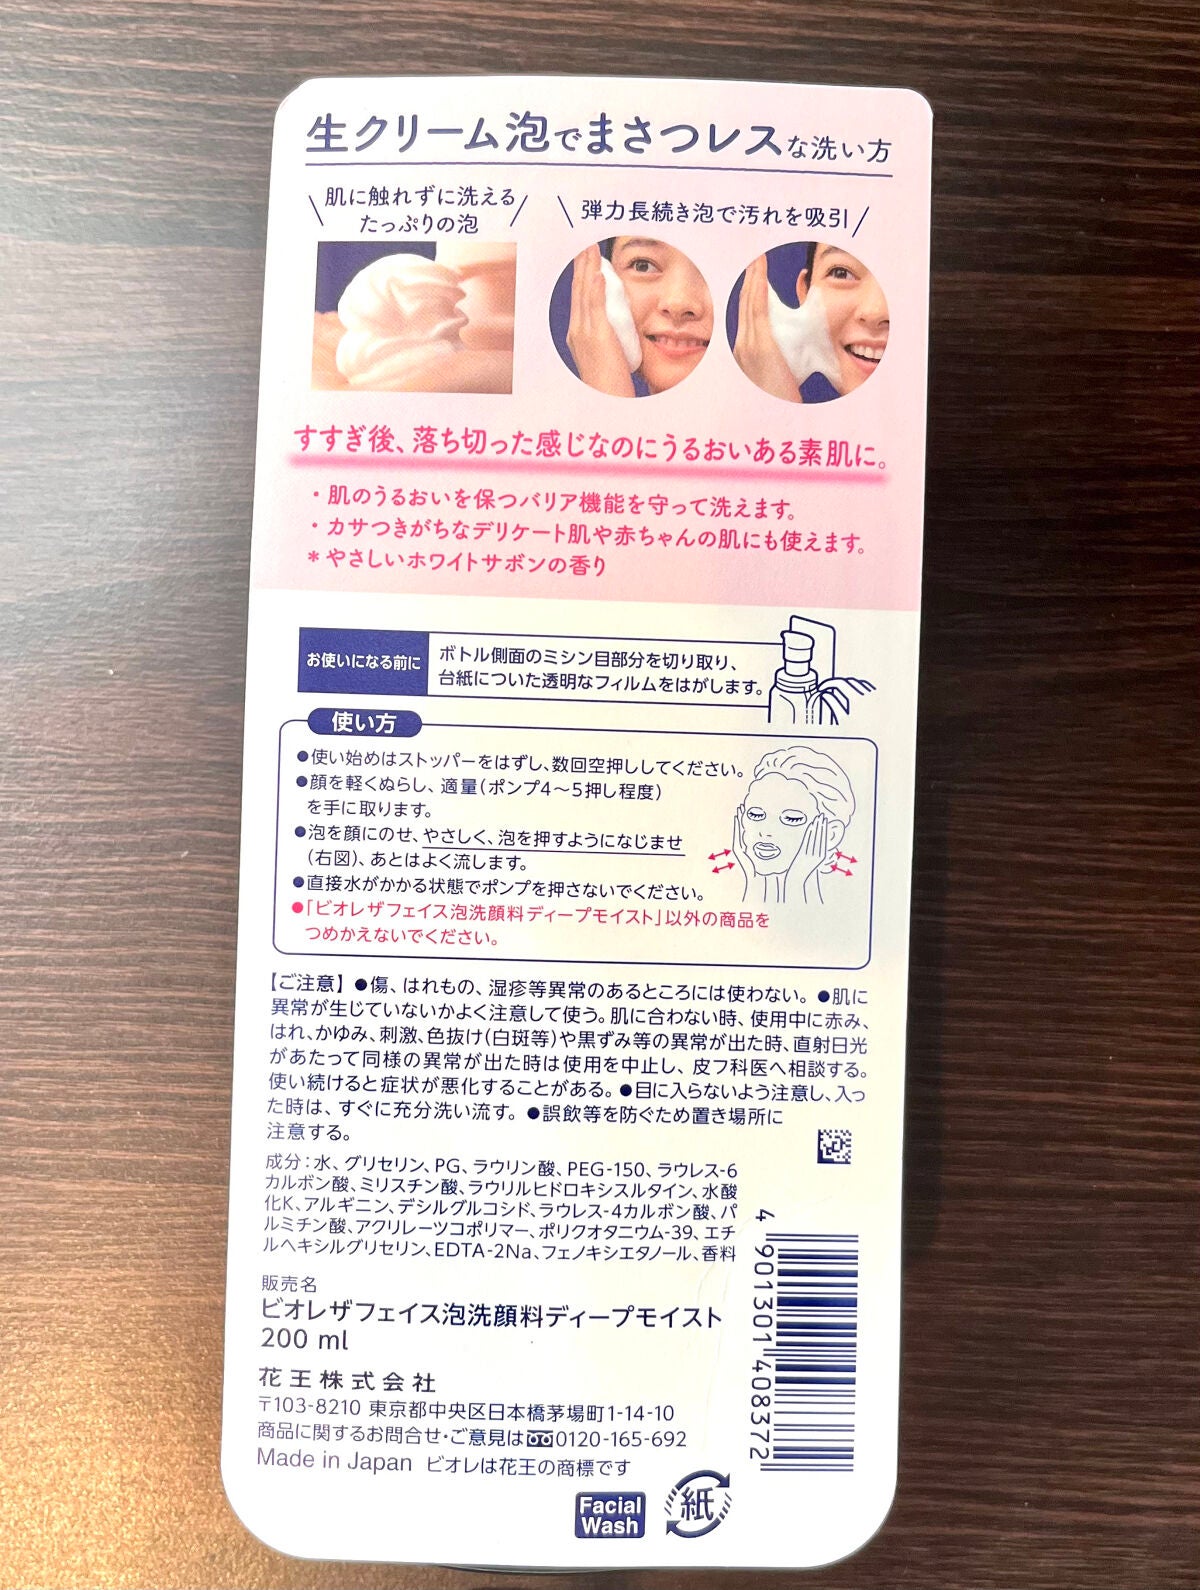 生クリーム泡でまさつレスな洗い方
肌に触れずに洗える
たっぷりの泡
弾力長続き泡で汚れを吸引
すすぎ後、落ち切った感じなのにうるおいある素肌に。
・肌のうるおいを保つバリア機能を守って洗えます。
・カサつきがちなデリケート肌や赤ちゃんの肌にも使えます。
＊やさしいホワイトサボンの香り
お使いになる前に
ボトル側面のミシン目部分を切り取り、
台紙についた透明なフィルムをはがします。
使い方
●使い始めはストッパーをはずし、数回空押ししてください。
●顔を軽くぬらし、適量(ポンプ4〜5押し程度)
を手に取ります。
●泡を顔にのせ、やさしく、泡を押すようになじませ
(右図)、あとはよく流します。
●直接水がかかる状態でポンプを押さないでください。
●「ビオレザフェイス泡洗顔料ディープモイスト」以外の商品を
つめかえないでください。
【ご注意】●傷、はれもの、湿疹等異常のあるところには使わない。●肌に
異常が生じていないかよく注意して使う。肌に合わない時、使用中に赤み、
はれ、かゆみ、刺激、色抜け(白斑等)や黒ずみ等の異常が出た時、直射日光
があたって同様の異常が出た時は使用を中止し、皮フ科医へ相談する。
使い続けると症状が悪化することがある。●目に入らないよう注意し、入っ
た時は、すぐに充分洗い流す。●誤飲等を防ぐため置き場所に
注意する。
成分：水、グリセリン、PG、ラウリン酸、PEG-150、ラウレス-6
カルボン酸、ミリスチン酸、ラウリルヒドロキシスルタイン、水酸
化K、アルギニン、デシルグルコシド、ラウレス-4カルボン酸、パ
ルミチン酸、アクリレーツコポリマー、ポリクオタニウム-39、エチ
ルヘキシルグリセリン、EDTA-2Na、フェノキシエタノール、香料
4 901301 408372
販売名
ビオレザフェイス泡洗顔料ディープモイスト
200 ml
花王株式会社
〒103-8210 東京都中央区日本橋茅場町1-14-10
商品に関するお問合せ・ご意見は 0120-165-692
Made in Japan ビオレは花王の商標です
Facial
Wash
紙